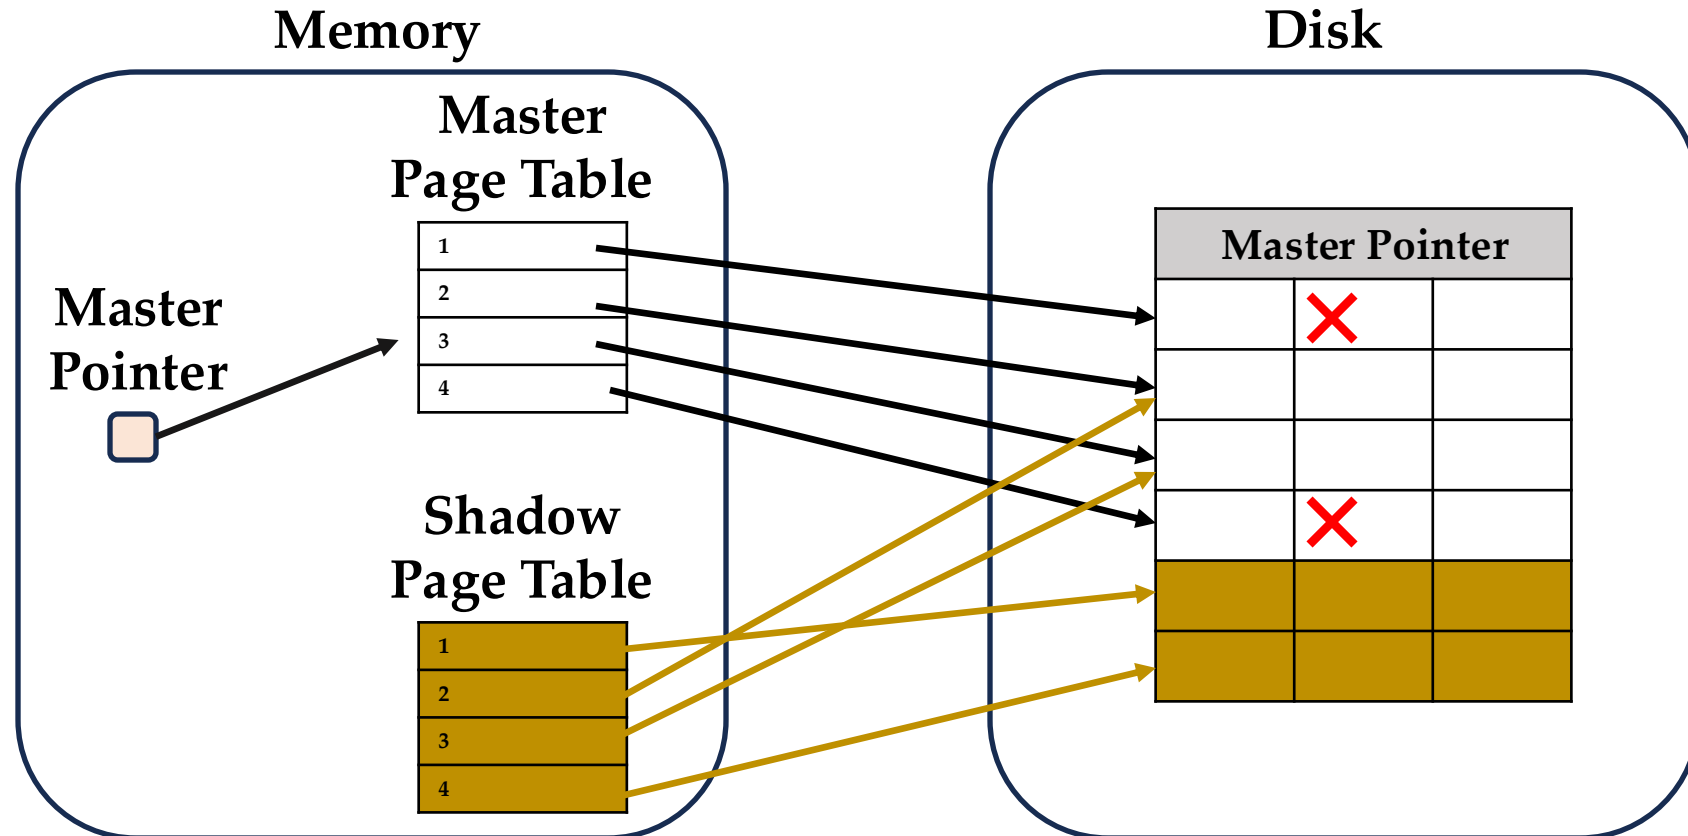 Memory
Disk
Master
Page Table
1
2
3
4
Master
Pointer
Master Pointer
Shadow
Page Table
1
2
3
4